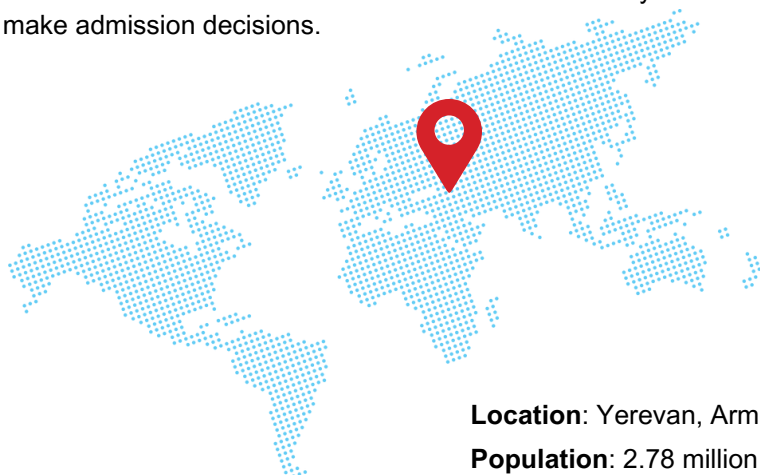 make admission decisions.
Location: Yerevan, Arm
Population: 2.78 million